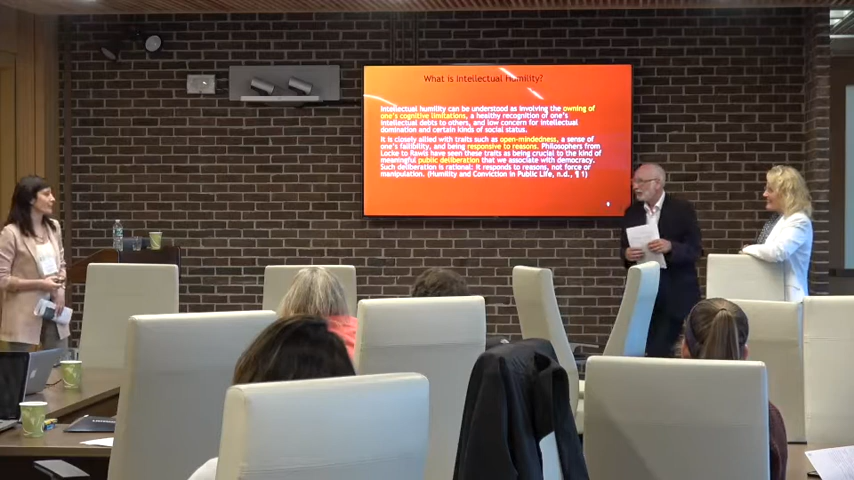 What is Intellectual Humility?
Intellectual humility can be understood as involving the owning of
one's cognitive limitations, a healthy recognition of one's
intellectual debts to others, and low concern for intellectual
domination and certain kinds of social status.
It is closely allied with traits such as open-mindedness, a sense of
one's fallibility, and being responsive to reasons. Philosophers from
Locke to Rawls have seen these traits as being crucial to the kind of
meaningful public deliberation that we associate with democracy.
Such deliberation is rational: it responds to reasons, not force or
manipulation. (Humility and Conviction in Public Life, n.d., ¶ 1)